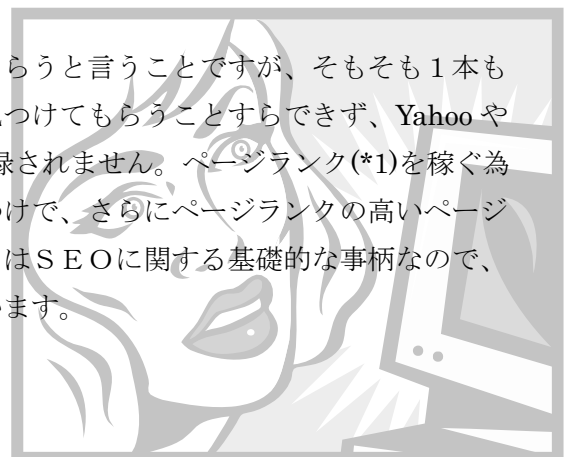 らうと言うことですが、そもそも１本も
つけてもらうことすらできず、Yahoo や
録されません。ページランク(*1)を稼ぐ為
けで、さらにページランクの高いページ
はＳＥＯに関する基礎的な事柄なので、
ます。